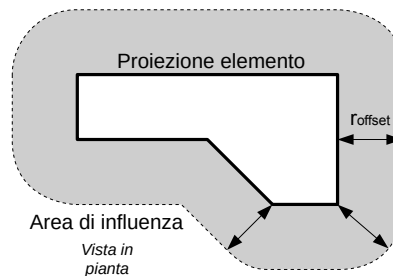 Proiezione elemento
roffset
Area di influenza
Vista in
pianta